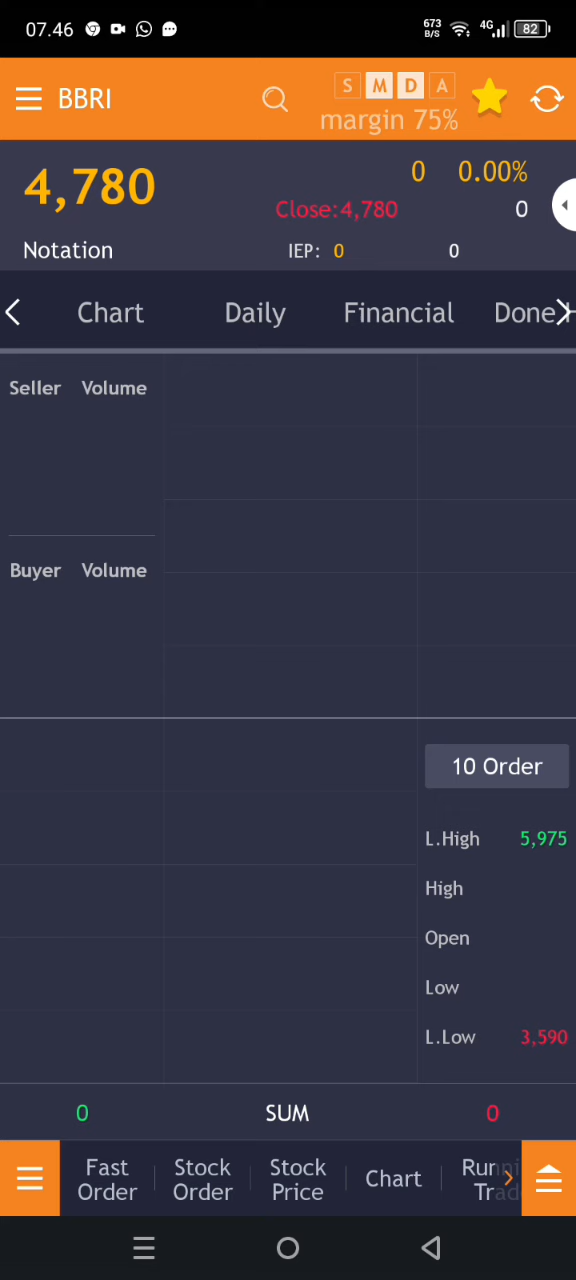 07.46 673 B/S 4G 82
BBRI S M D A
margin 75%
4,780 0 0.00%
Close:4,780 0
Notation IEP: 0 0
Chart Daily Financial Done H
Seller Volume
Buyer Volume
10 Order
L.High 5,975
High
Open
Low
L.Low 3,590
0 SUM 0
Fast Order
Stock Order
Stock Price
Chart
Runni
Trad